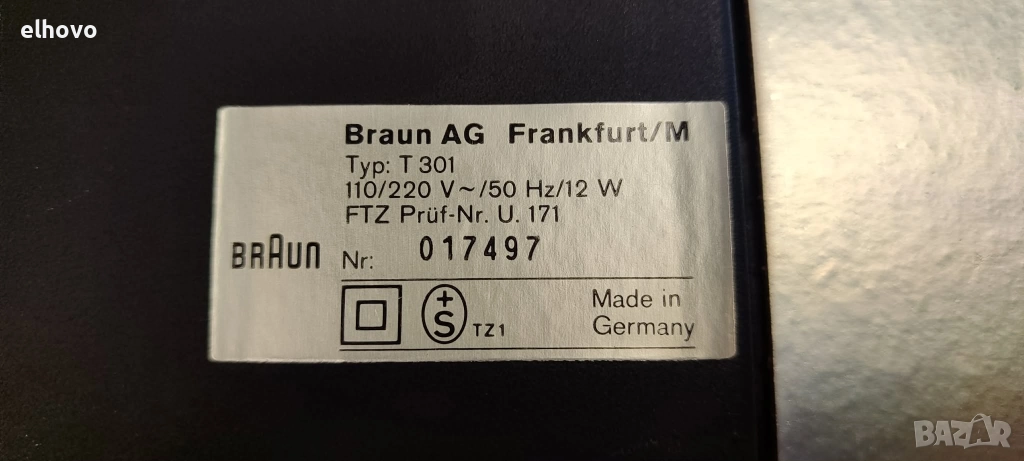 elhovo
Braun AG Frankfurt/M
Typ: T 301
110/220 V~/50 Hz/12 W
FTZ Prüf-Nr. U. 171
BRAUN Nr: 017497
+
S TZ1
Made in
Germany
BAZAR